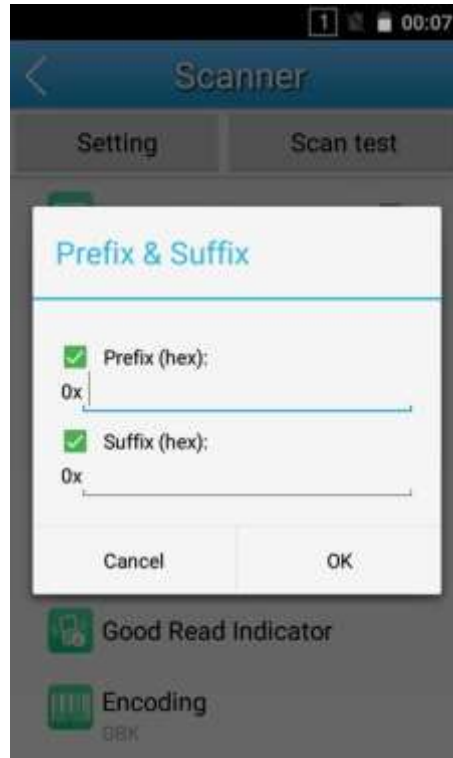 1 00:07
Scanner
Setting Scan test
Prefix & Suffix
Prefix (hex):
0x
Suffix (hex):
0x
Cancel OK
Good Read Indicator
Encoding
GBK